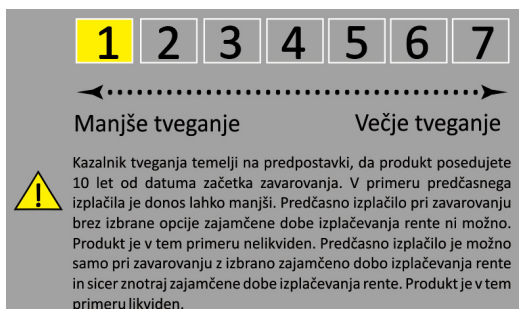 1 2 3 4 5 6 7
Manjše tveganje Večje tveganje
Kazalnik tveganja temelji na predpostavki, da produkt posedujete
10 let od datuma začetka zavarovanja. V primeru predčasnega
izplačila je donos lahko manjši. Predčasno izplačilo pri zavarovanju
brez izbrane opcije zajamčene dobe izplačevanja rente ni možno.
Produkt je v tem primeru nelikviden. Predčasno izplačilo je možno
samo pri zavarovanju z izbrano zajamčeno dobo izplačevanja rente
in sicer znotraj zajamčene dobe izplačevanja rente. Produkt je v tem
primeru likviden.